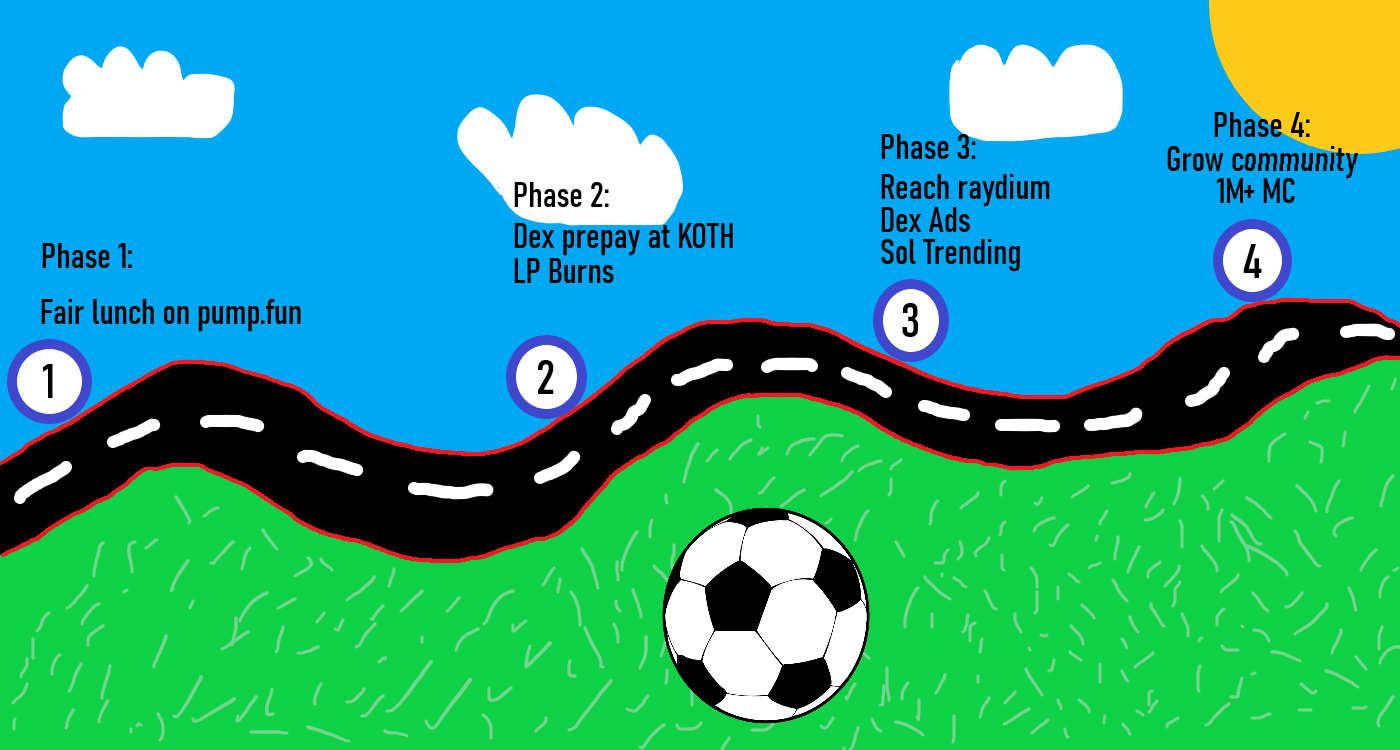 Phase 1:
Fair lunch on pump.fun
1
Phase 2:
Dex prepay at KOTH
LP Burns
2
Phase 3:
Reach raydium
Dex Ads
Sol Trending
3
Phase 4:
Grow community
1M+ MC
4